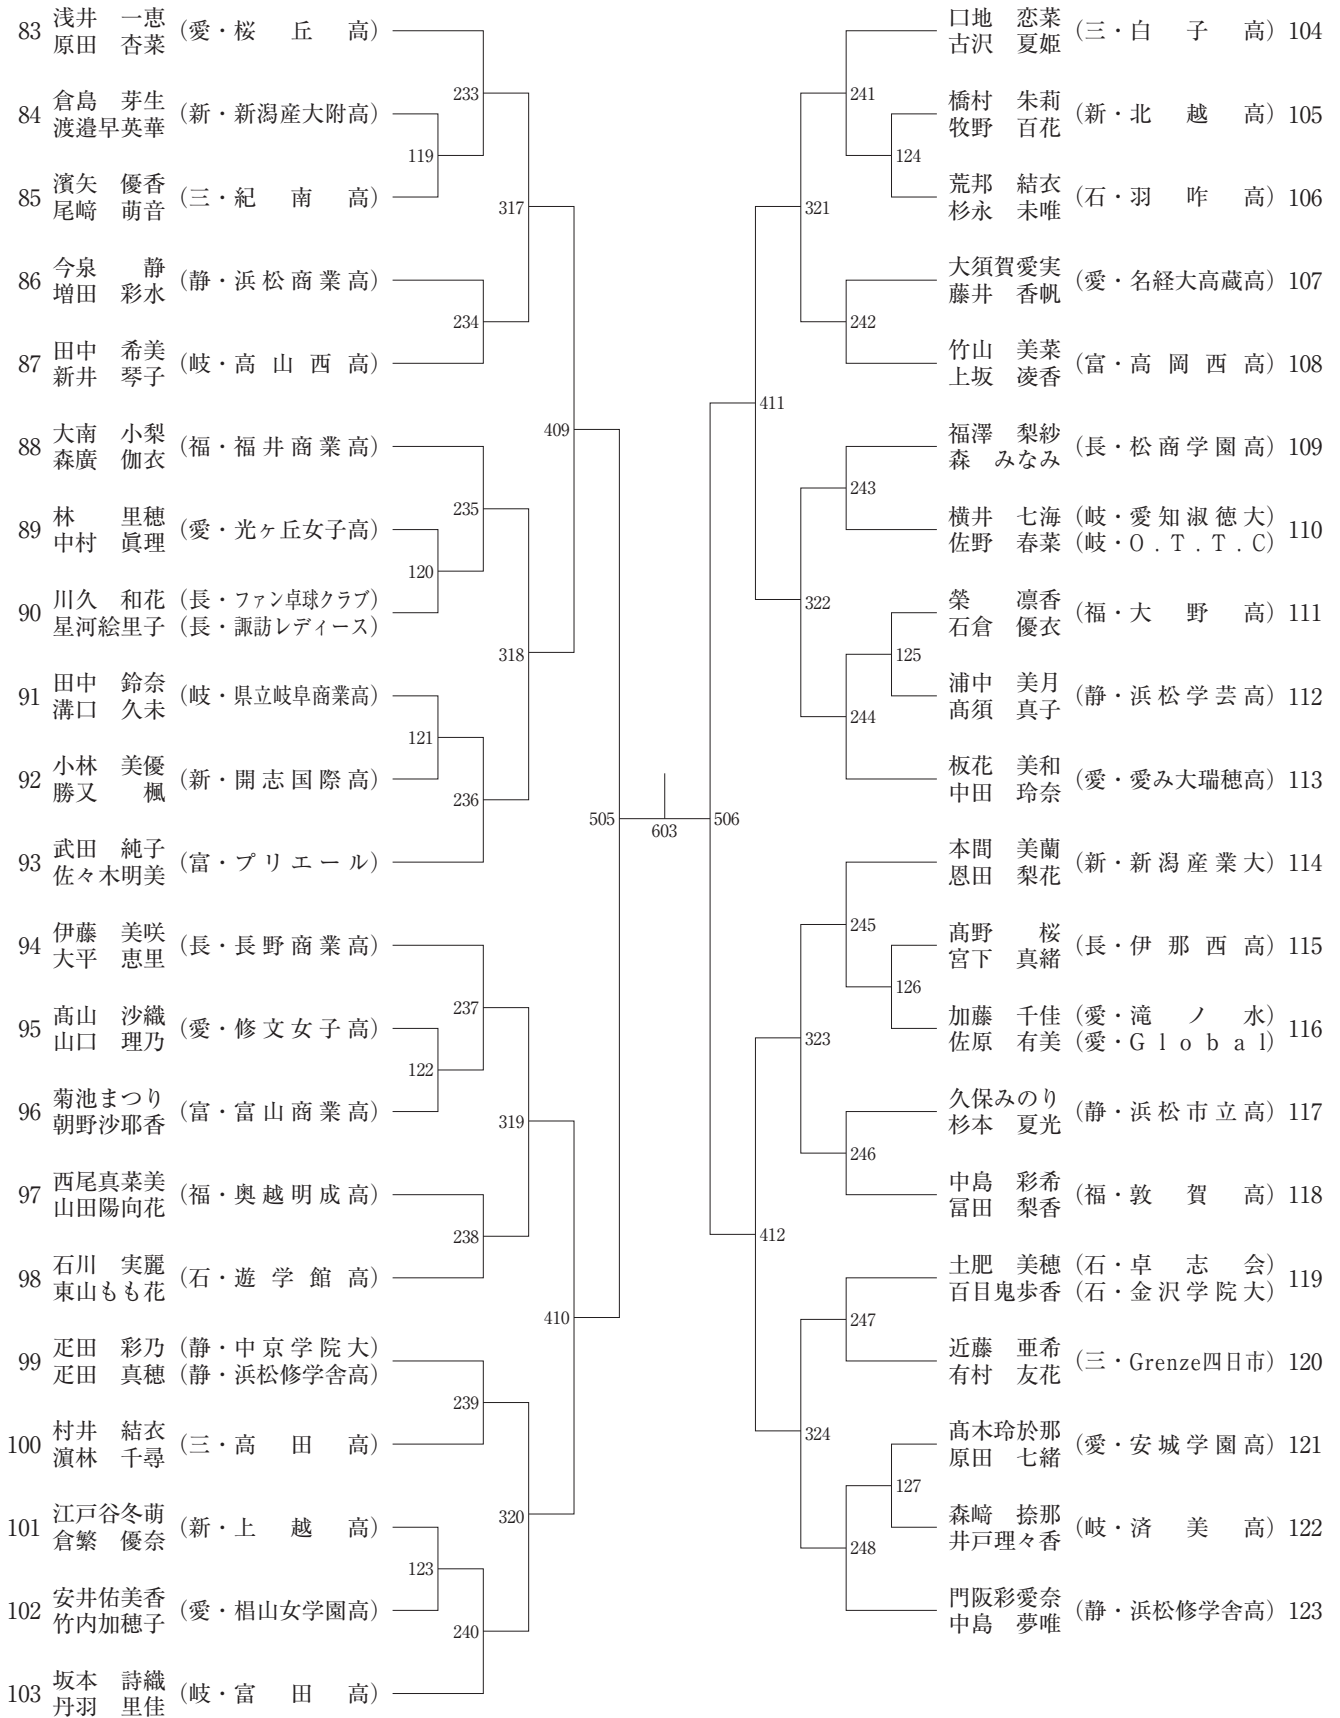 83 浅井　一恵 (愛・桜　丘　高)
原田　杏菜
233
84 倉島　芽生 (新・新潟産大附高)
渡邉早英華
119
85 濱矢　優香 (三・紀　南　高)
尾﨑　萌音
317
86 今泉　　静 (静・浜松商業高)
増田　彩水
234
87 田中　希美 (岐・高山西高)
新井　琴子
409
88 大南　小梨 (福・福井商業高)
森廣　伽衣
235
89 林　　里穂 (愛・光ヶ丘女子高)
中村　眞理
120
90 川久　和花 (長・ファン卓球クラブ)
星河絵里子 (長・諏訪レディース)
318
91 田中　鈴奈 (岐・県立岐阜商業高)
溝口　久未
121
92 小林　美優 (新・開志国際高)
勝又　　楓
236
505
603
93 武田　純子 (富・プリエール)
佐々木明美
94 伊藤　美咲 (長・長野商業高)
大平　恵里
237
95 髙山　沙織 (愛・修文女子高)
山口　理乃
122
96 菊池まつり (富・富山商業高)
朝野沙耶香
319
97 西尾真菜美 (福・奥越明成高)
山田陽向花
238
98 石川　実麗 (石・遊学館高)
東山もも花
410
99 疋田　彩乃 (静・中京学院大)
疋田　真穂 (静・浜松修学舎高)
239
100 村井　結衣 (三・高　田　高)
濵林　千尋
320
101 江戸谷冬萌 (新・上　越　高)
倉繁　優奈
123
102 安井佑美香 (愛・椙山女学園高)
竹内加穂子
240
103 坂本　詩織 (岐・富　田　高)
丹羽　里佳
口地　恋菜 (三・白　子　高) 104
古沢　夏姫
241
橋村　朱莉 (新・北　越　高) 105
牧野　百花
124
荒邦　結衣 (石・羽　咋　高) 106
杉永　未唯
321
大須賀愛実 (愛・名経大高蔵高) 107
藤井　香帆
242
竹山　美菜 (富・高岡西高) 108
上坂　凌香
411
福澤　梨紗 (長・松商学園高) 109
森　みなみ
243
横井　七海 (岐・愛知淑徳大) 110
佐野　春菜 (岐・O．T．T．C)
322
榮　　凛香 (福・大　野　高) 111
石倉　優衣
125
浦中　美月 (静・浜松学芸高) 112
髙須　真子
244
板花　美和 (愛・愛み大瑞穂高) 113
中田　玲奈
506
本間　美蘭 (新・新潟産業大) 114
恩田　梨花
245
髙野　　桜 (長・伊那西高) 115
宮下　真緒
126
加藤　千佳 (愛・滝ノ水) 116
佐原　有美 (愛・Global)
323
久保みのり (静・浜松市立高) 117
杉本　夏光
246
中島　彩希 (福・敦　賀　高) 118
冨田　梨香
412
土肥　美穂 (石・卓志会) 119
百目鬼歩香 (石・金沢学院大)
247
近藤　亜希 (三・Grenze四日市) 120
有村　友花
324
髙木玲於那 (愛・安城学園高) 121
原田　七緒
127
森﨑　捺那 (岐・済　美　高) 122
井戸理々香
248
門阪彩愛奈 (静・浜松修学舎高) 123
中島　夢唯